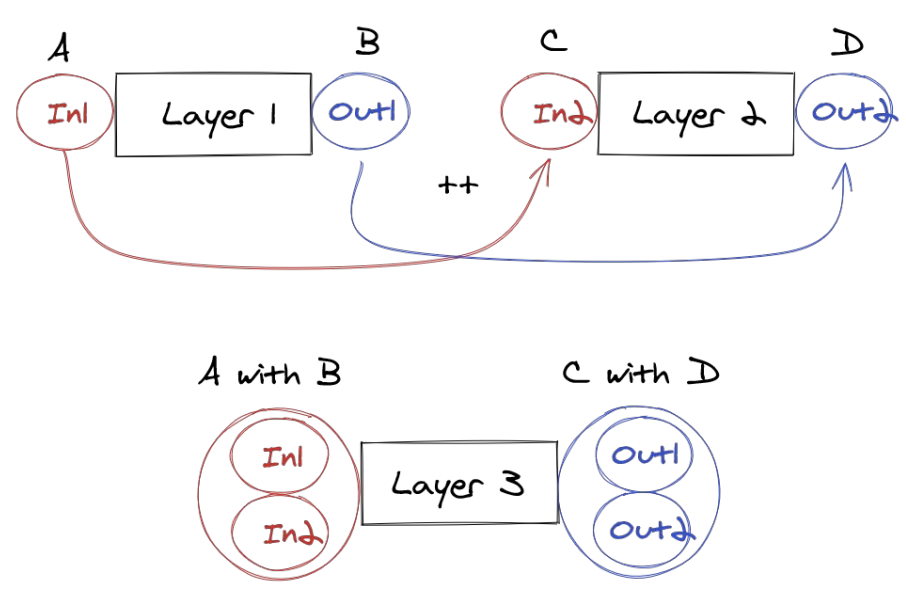 A B C D
In1 Layer 1 Out1 In2 Layer 2 Out2
++
A with B C with D
In1 Out1
Layer 3
In2 Out2